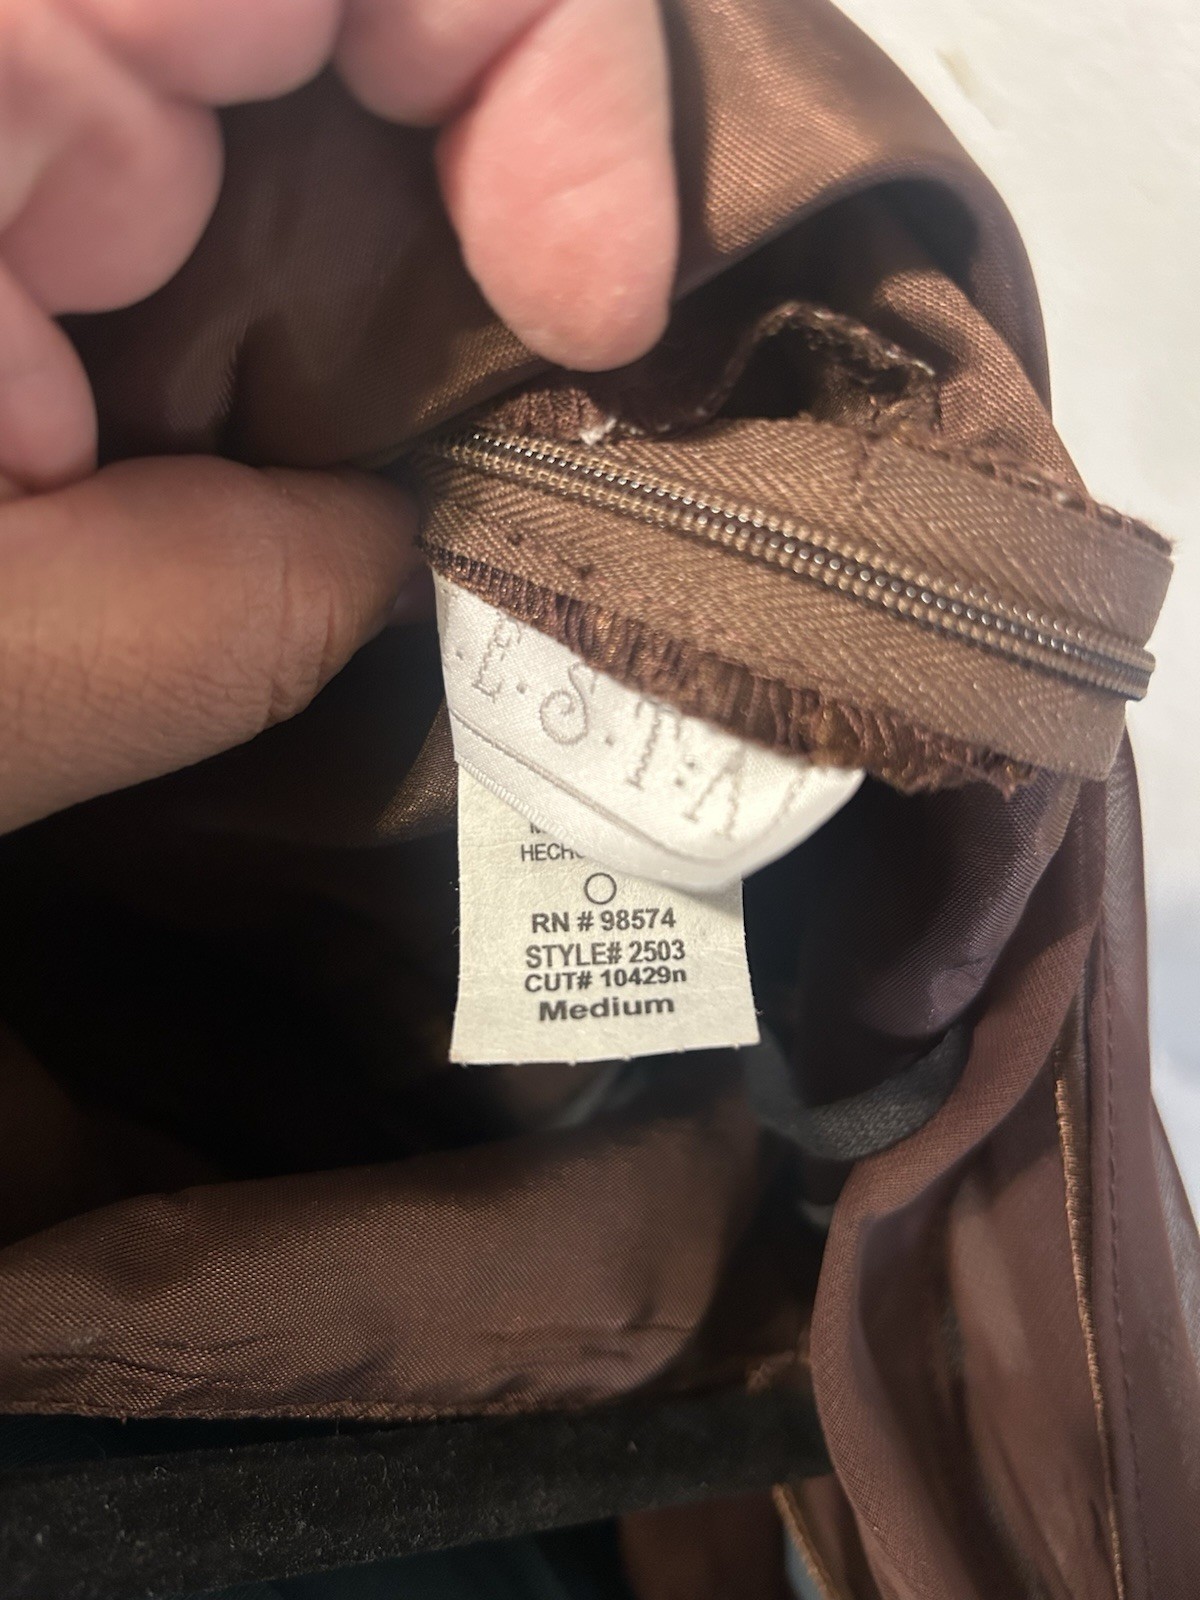 ·E·S·T·A
HECHO
RN # 98574
STYLE# 2503
CUT# 10429n
Medium